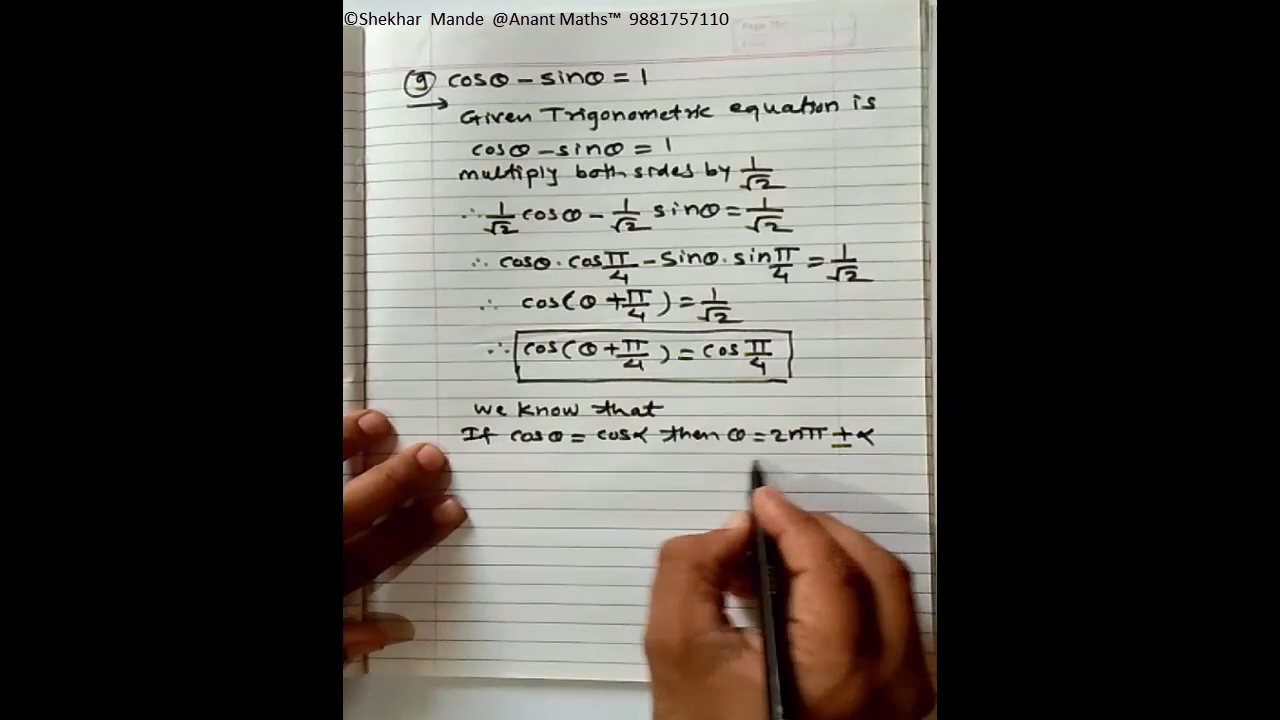 ©Shekhar Mande @Anant Maths™ 9881757110
9) cosθ - sinθ = 1
Given Trigonometric equation is
cosθ - sinθ = 1
multiply both sides by 1/√2
∴ 1/√2 cosθ - 1/√2 sinθ = 1/√2
∴ cosθ · cos π/4 - sinθ · sin π/4 = 1/√2
∴ cos(θ + π/4) = 1/√2
∴ cos(θ + π/4) = cos π/4
we know that
If cosθ = cosα then θ = 2nπ ± α